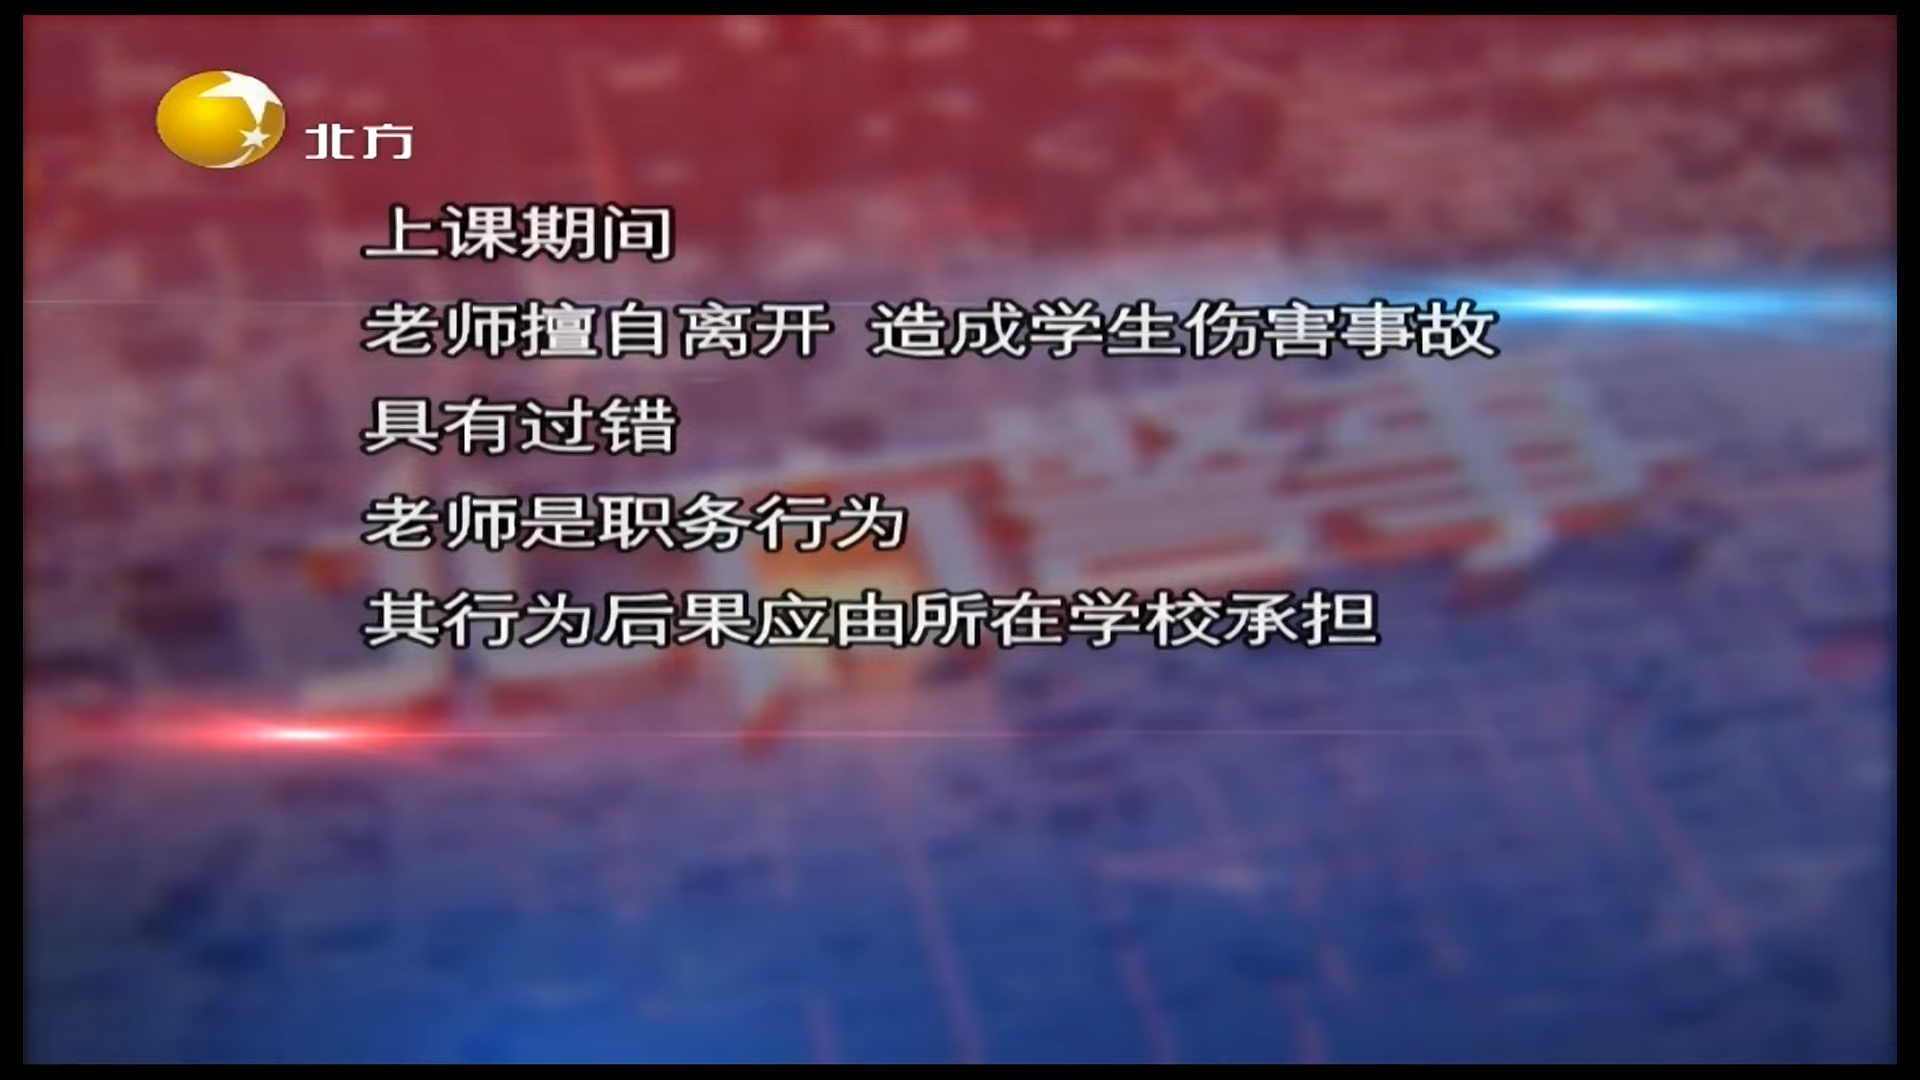 北方
上课期间
老师擅自离开 造成学生伤害事故
具有过错
老师是职务行为
其行为后果应由所在学校承担